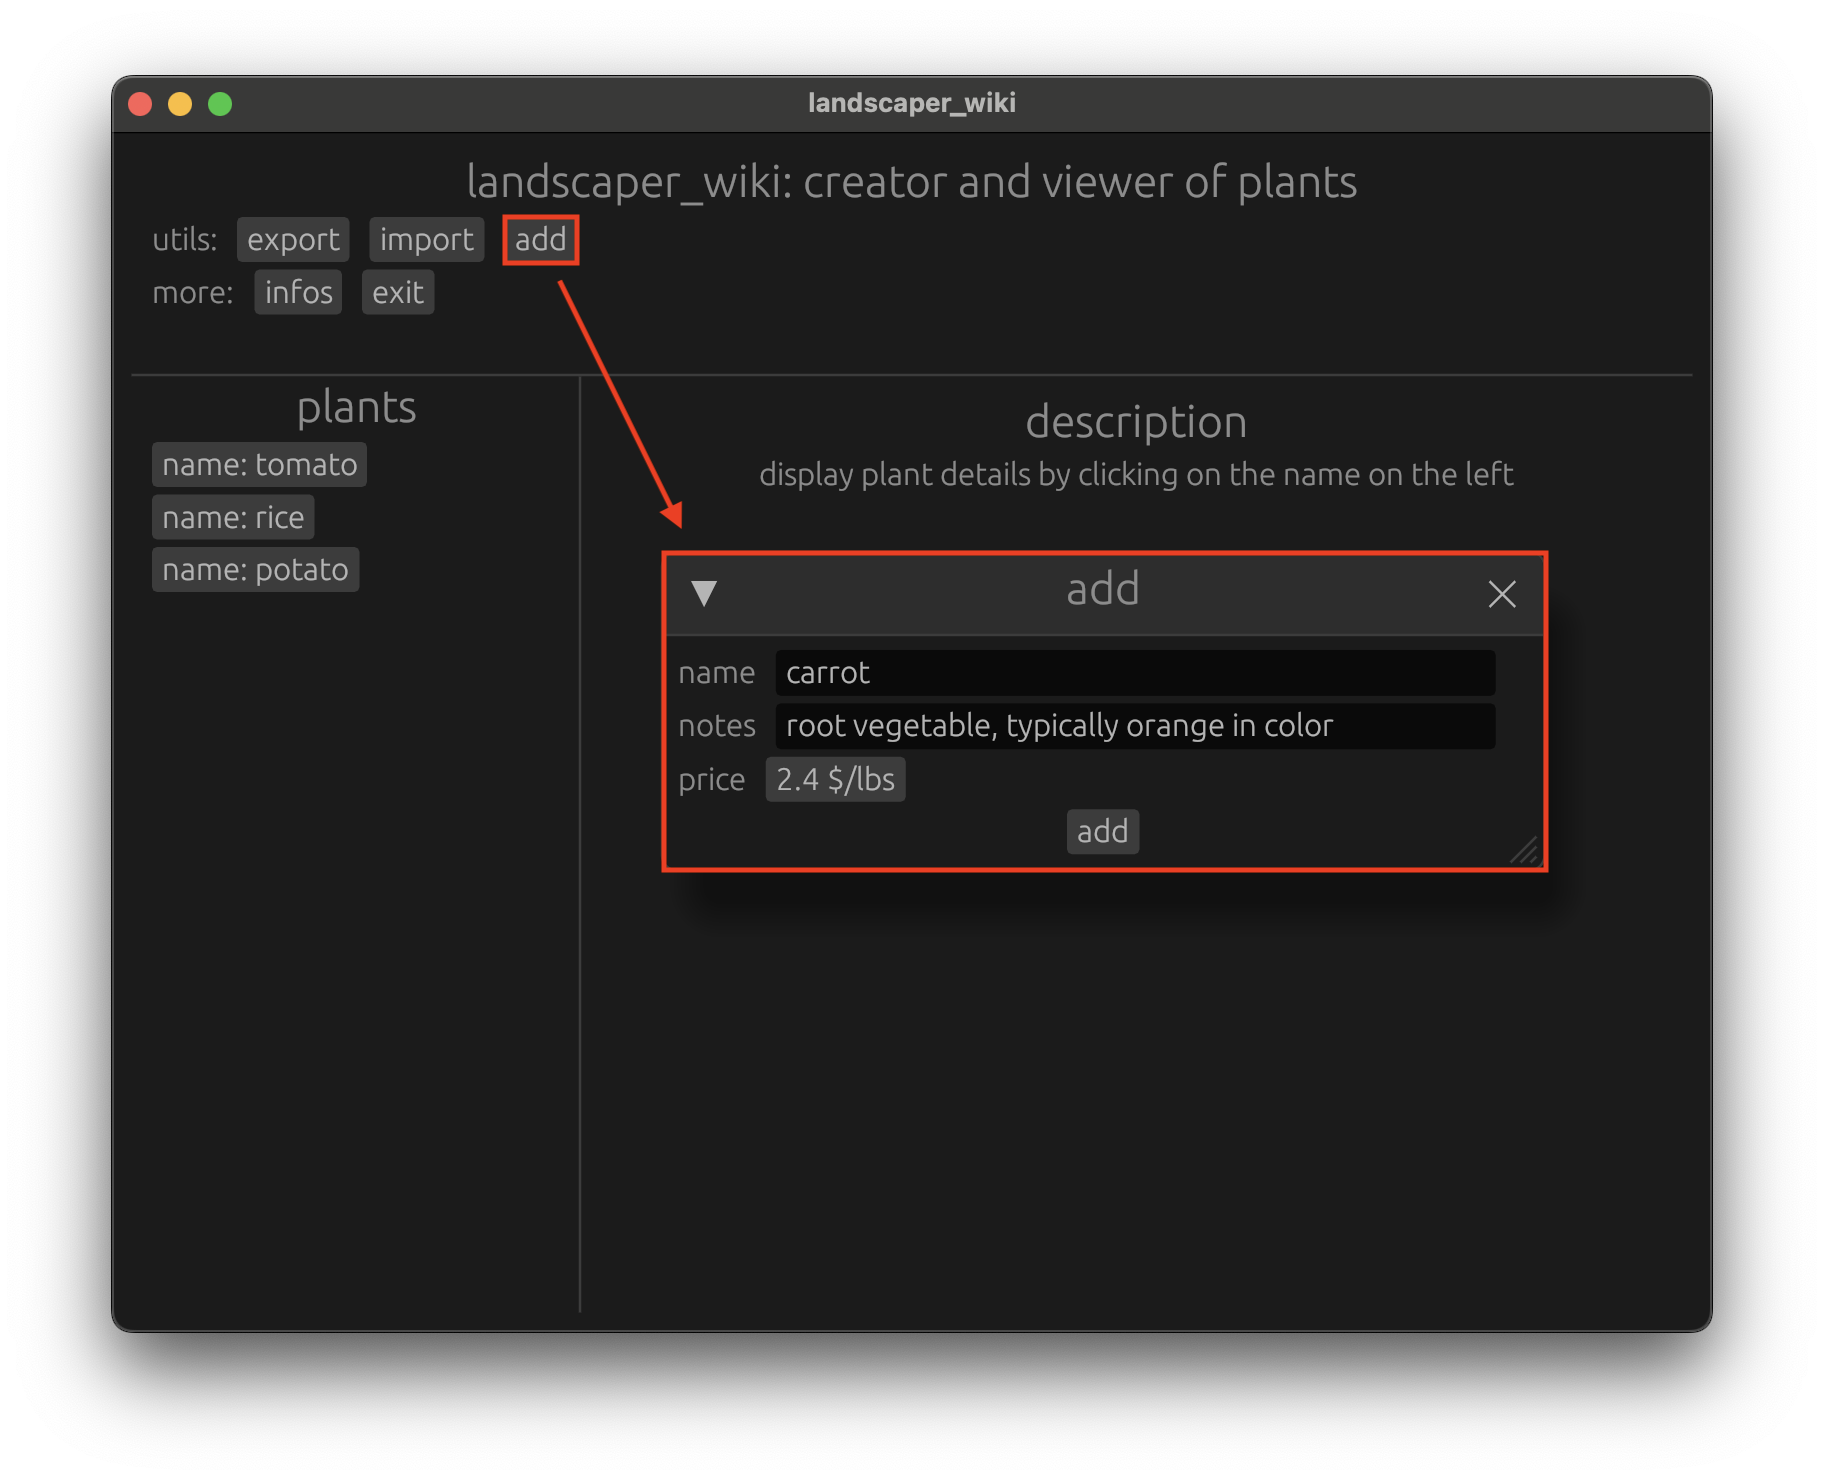 landscaper_wiki
landscaper_wiki: creator and viewer of plants
utils: export import add
more: infos exit
plants
name: tomato
name: rice
name: potato
description
display plant details by clicking on the name on the left
add
name carrot
notes root vegetable, typically orange in color
price 2.4 $/lbs
add